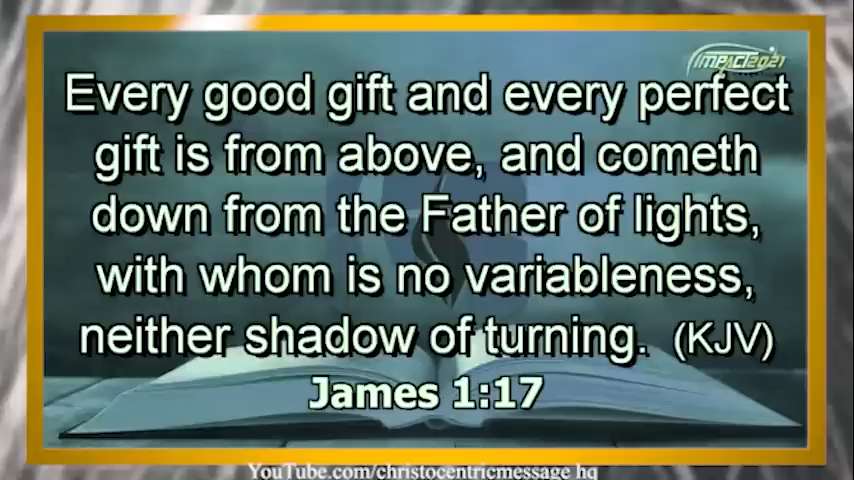 IMPACT2021
Every good gift and every perfect
gift is from above, and cometh
down from the Father of lights,
with whom is no variableness,
neither shadow of turning. (KJV)
James 1:17
YouTube.com/christocentricmessage hq